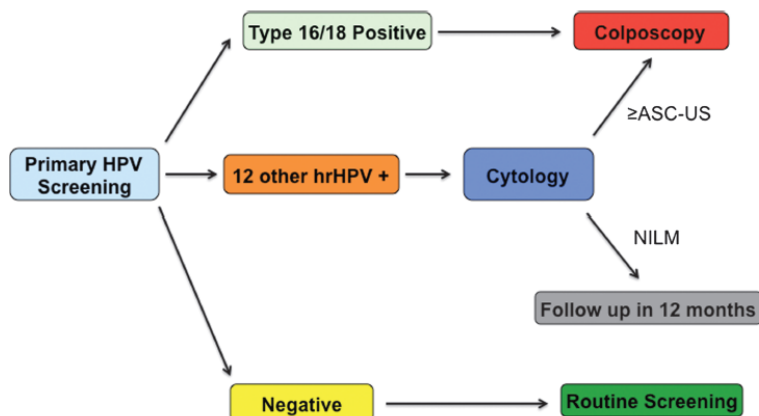 Type 16/18 Positive
Colposcopy
≥ASC-US
Primary HPV
Screening
12 other hrHPV +
Cytology
NILM
Follow up in 12 months
Negative
Routine Screening